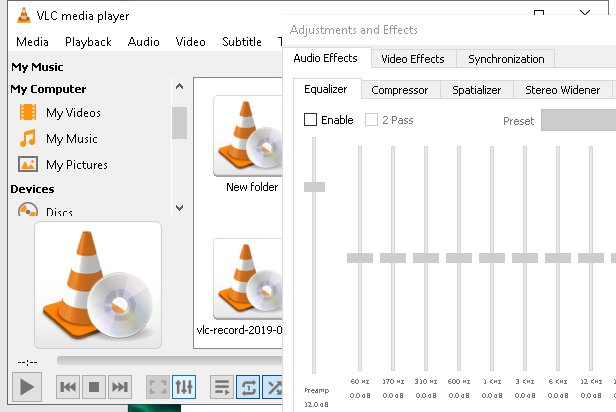 VLC media player
Media Playback Audio Video Subtitle T
My Music
My Computer
My Videos
My Music
My Pictures
Devices
Discs
New folder
vlc-record-2019-0
--:--
Adjustments and Effects
Audio Effects Video Effects Synchronization
Equalizer Compressor Spatializer Stereo Widener
Enable 2 Pass Preset
60 Hz 170 Hz 310 Hz 600 Hz 1 KHz 3 KHz 6 KHz 12 KHz
Preamp 0.0 dB 0.0 dB 0.0 dB 0.0 dB 0.0 dB 0.0 dB 0.0 dB 0.0 dB
12.0 dB